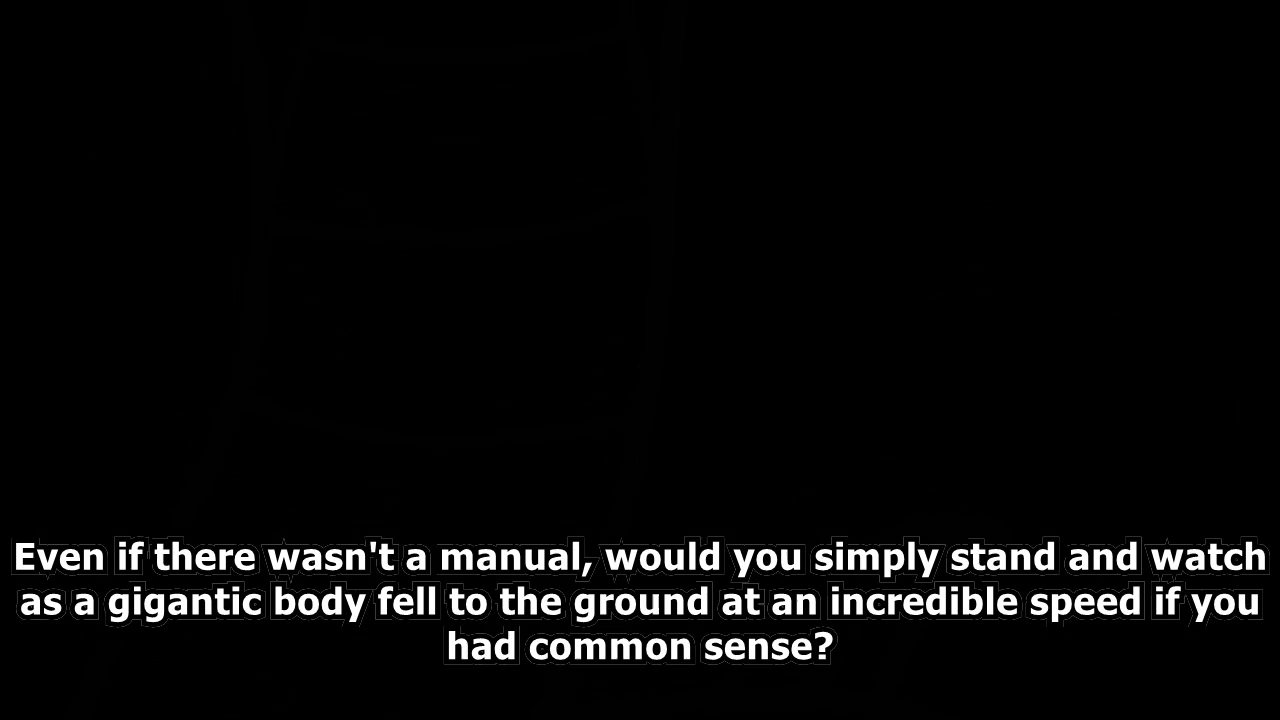 Even if there wasn't a manual, would you simply stand and watch
as a gigantic body fell to the ground at an incredible speed if you
had common sense?